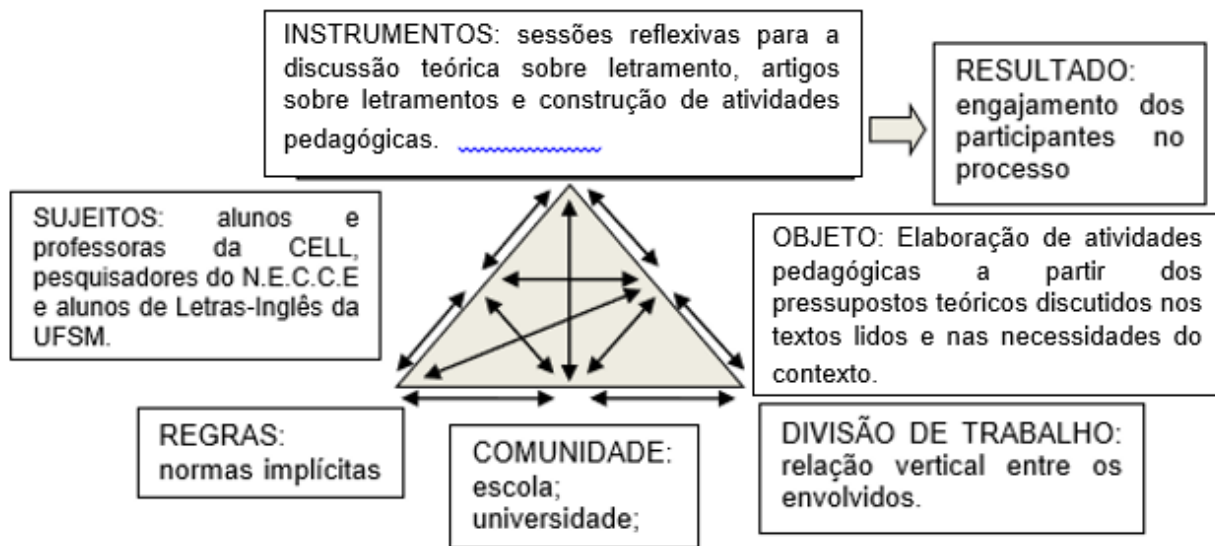 INSTRUMENTOS: sessões reflexivas para a
discussão teórica sobre letramento, artigos
sobre letramentos e construção de atividades
pedagógicas.
RESULTADO:
engajamento dos
participantes no
processo
SUJEITOS: alunos e
professoras da CELL,
pesquisadores do N.E.C.C.E
e alunos de Letras-Inglês da
UFSM.
OBJETO: Elaboração de atividades
pedagógicas a partir dos
pressupostos teóricos discutidos nos
textos lidos e nas necessidades do
contexto.
REGRAS:
normas implícitas
COMUNIDADE:
escola;
universidade;
DIVISÃO DE TRABALHO:
relação vertical entre os
envolvidos.